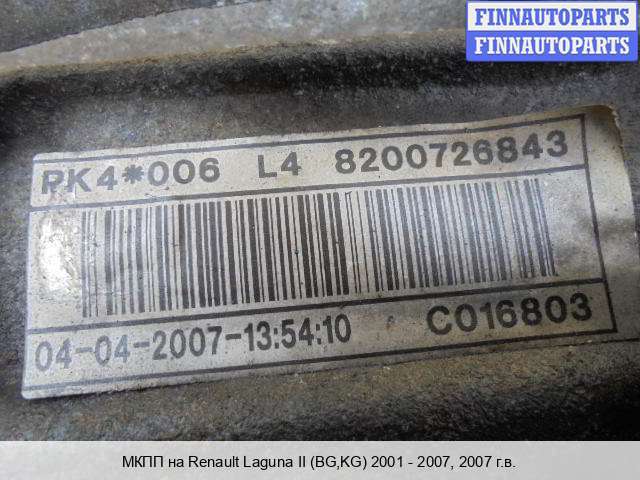 FINNAUTOPARTS
FINNAUTOPARTS
PK4*006 L4 8200726843
04-04-2007-13:54:10 C016803
МКПП на Renault Laguna II (BG,KG) 2001 - 2007, 2007 г.в.